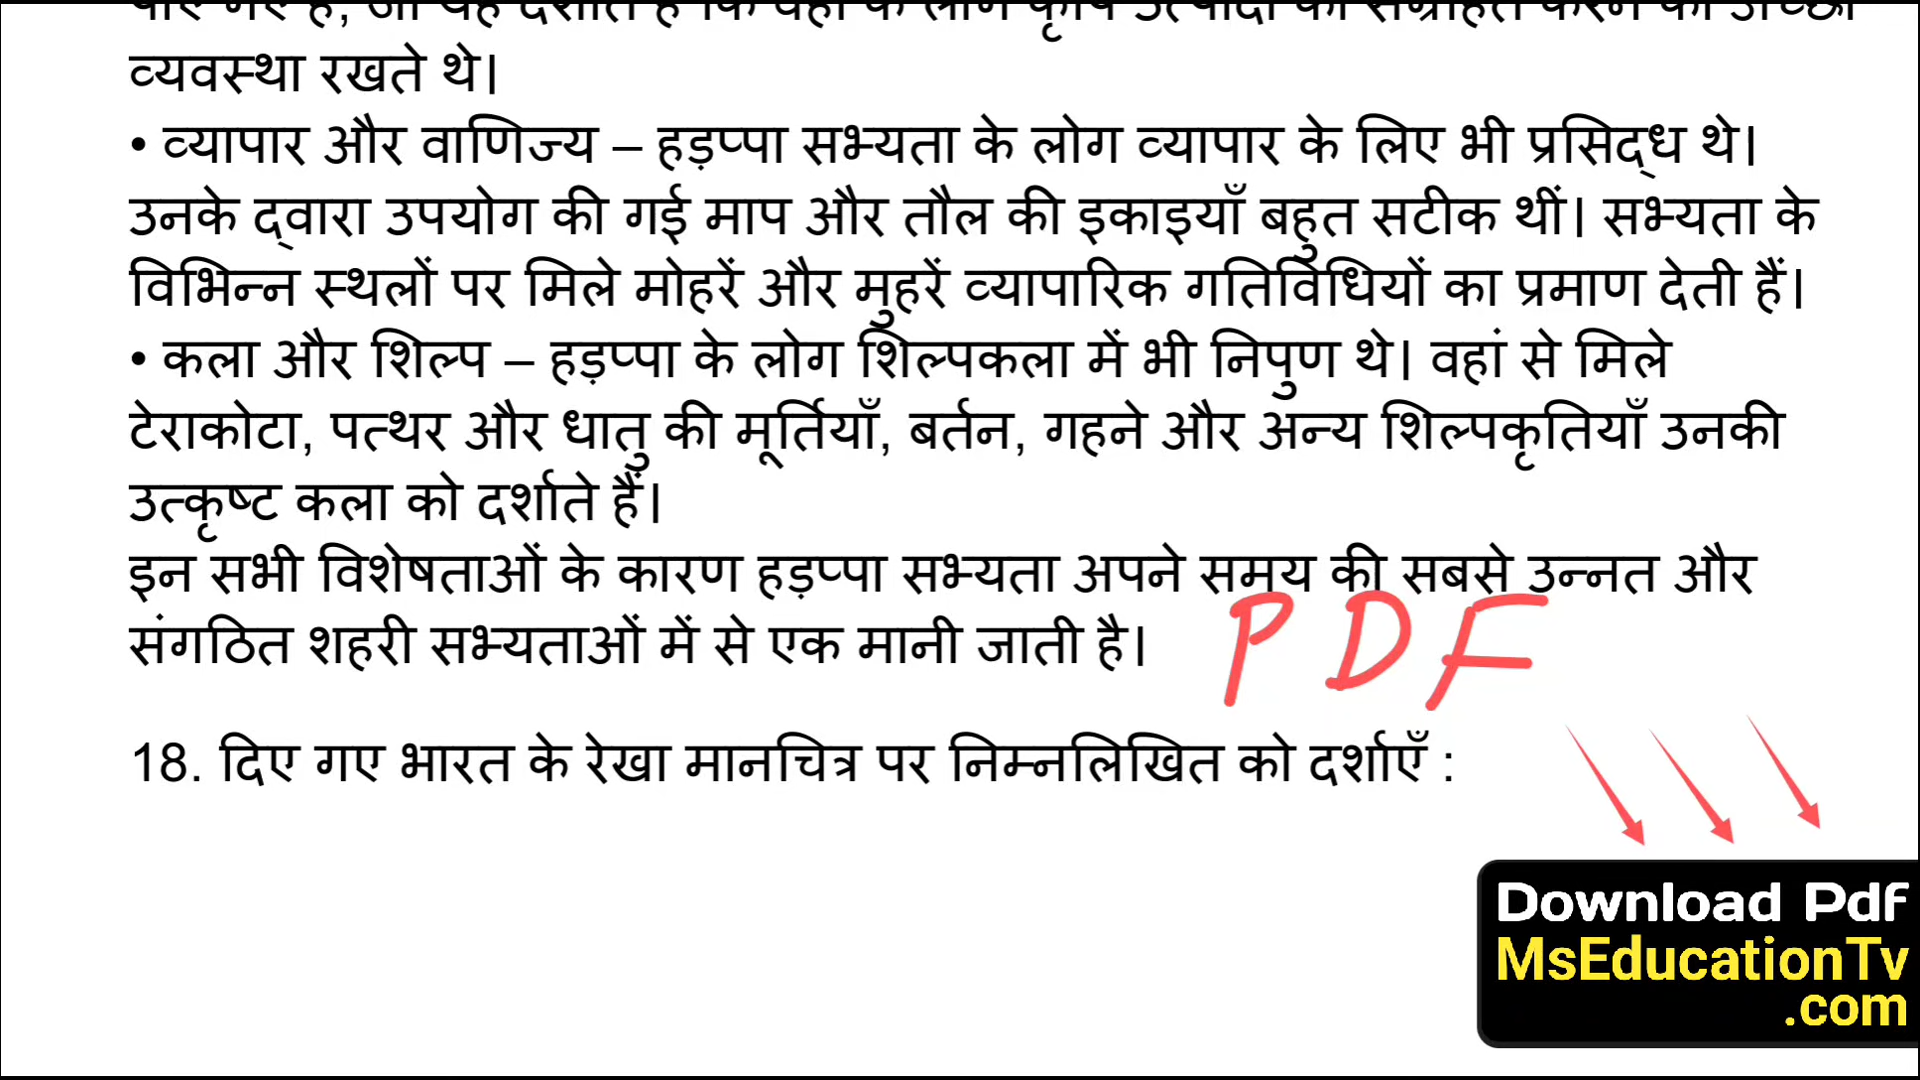 व्यवस्था रखते थे।
• व्यापार और वाणिज्य – हड़प्पा सभ्यता के लोग व्यापार के लिए भी प्रसिद्ध थे।
उनके द्वारा उपयोग की गई माप और तौल की इकाइयाँ बहुत सटीक थीं। सभ्यता के
विभिन्न स्थलों पर मिले मोहरें और मुहरें व्यापारिक गतिविधियों का प्रमाण देती हैं।
• कला और शिल्प – हड़प्पा के लोग शिल्पकला में भी निपुण थे। वहां से मिले
टेराकोटा, पत्थर और धातु की मूर्तियाँ, बर्तन, गहने और अन्य शिल्पकृतियाँ उनकी
उत्कृष्ट कला को दर्शाते हैं।
इन सभी विशेषताओं के कारण हड़प्पा सभ्यता अपने समय की सबसे उन्नत और
संगठित शहरी सभ्यताओं में से एक मानी जाती है।
PDF
18. दिए गए भारत के रेखा मानचित्र पर निम्नलिखित को दर्शाएँ :
Download Pdf
MsEducationTv
.com